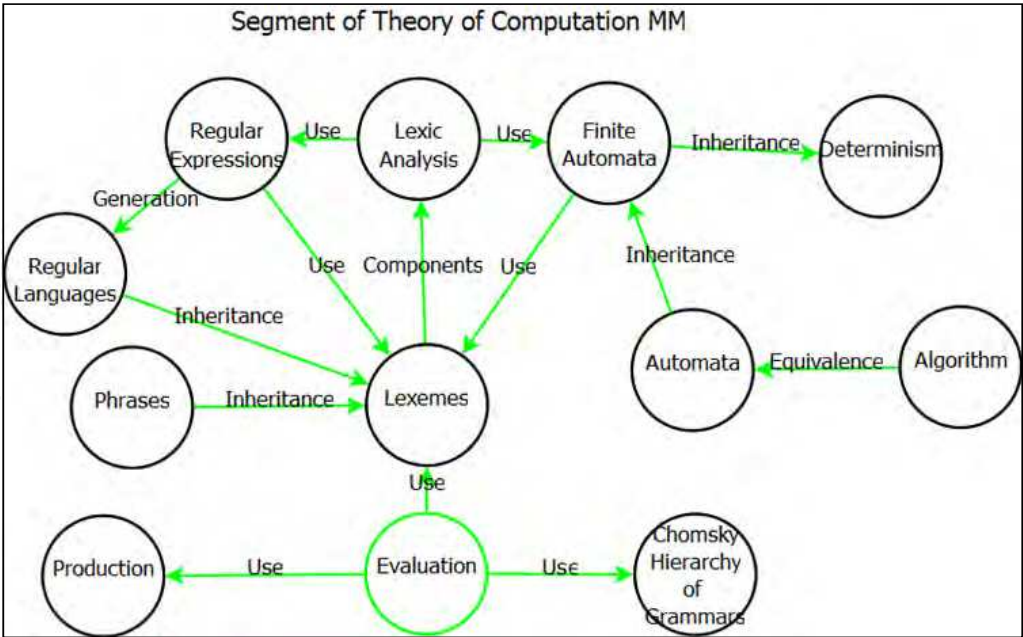 Segment of Theory of Computation MM
Regular
Expressions
Use
Lexic
Analysis
Use
Finite
Automata
Inheritance
Determinism
Generation
Regular
Languages
Use
Components
Use
Inheritance
Inheritance
Phrases
Inheritance
Lexemes
Automata
Equivalence
Algorithm
Use
Production
Use
Evaluation
Use
Chomsky
Hierarchy
of
Grammars